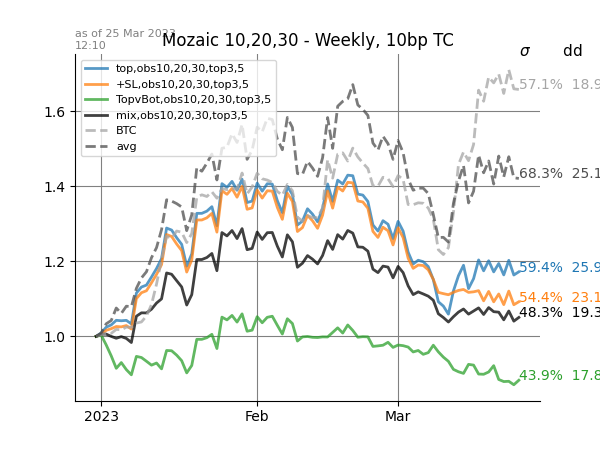 as of 25 Mar 2023
12:10
Mozaic 10,20,30 - Weekly, 10bp TC
σ dd
top,obs10,20,30,top3,5
+SL,obs10,20,30,top3,5
TopvBot,obs10,20,30,top3,5
mix,obs10,20,30,top3,5
BTC
avg
57.1% 18.9
68.3% 25.1
59.4% 25.9
54.4% 23.1
48.3% 19.3
43.9% 17.8
1.6
1.4
1.2
1.0
2023 Feb Mar